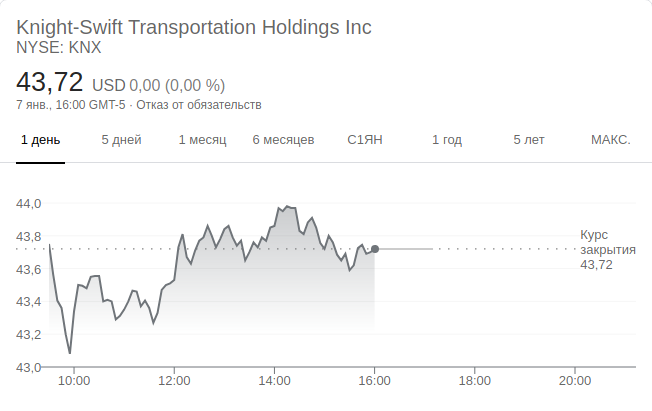 Knight-Swift Transportation Holdings Inc
NYSE: KNX
43,72 USD 0,00 (0,00 %)
7 янв., 16:00 GMT-5 · Отказ от обязательств
1 день 5 дней 1 месяц 6 месяцев С1ЯН 1 год 5 лет МАКС.
44,0
43,8
43,6
43,4
43,2
43,0
Курс
закрытия
43,72
10:00 12:00 14:00 16:00 18:00 20:00